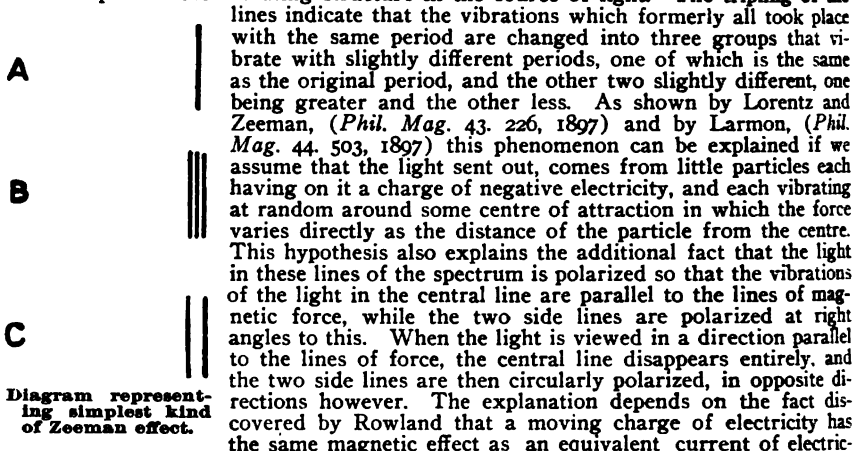 lines indicate that the vibrations which formerly all took place
with the same period are changed into three groups that vi-
brate with slightly different periods, one of which is the same
as the original period, and the other two slightly different, one
being greater and the other less. As shown by Lorentz and
Zeeman, (Phil. Mag. 43. 226, 1897) and by Larmon, (Phil.
Mag. 44. 503, 1897) this phenomenon can be explained if we
assume that the light sent out, comes from little particles each
having on it a charge of negative electricity, and each vibrating
at random around some centre of attraction in which the force
varies directly as the distance of the particle from the centre.
This hypothesis also explains the additional fact that the light
in these lines of the spectrum is polarized so that the vibrations
of the light in the central line are parallel to the lines of mag-
netic force, while the two side lines are polarized at right
angles to this. When the light is viewed in a direction parallel
to the lines of force, the central line disappears entirely, and
the two side lines are then circularly polarized, in opposite di-
rections however. The explanation depends on the fact dis-
covered by Rowland that a moving charge of electricity has
the same magnetic effect as an equivalent current of electric-
A
B
C
Diagram represent-
ing simplest kind
of Zeeman effect.